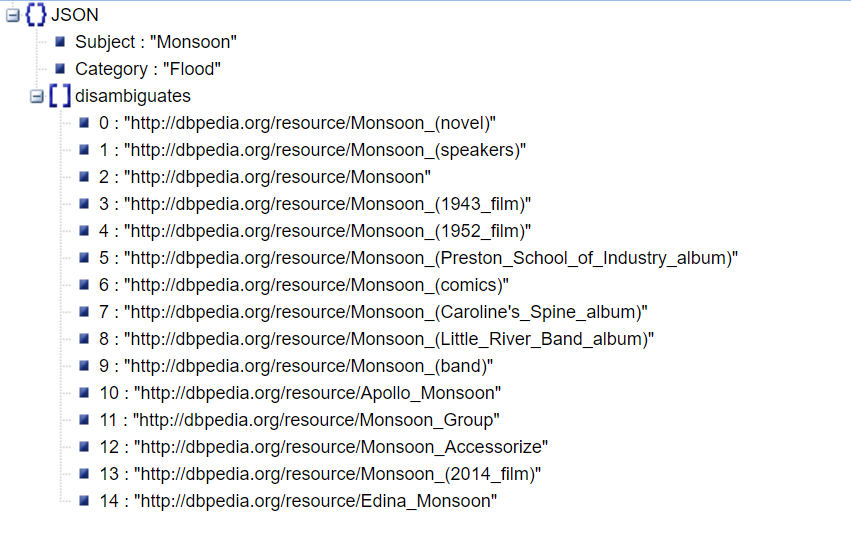 JSON
Subject : "Monsoon"
Category : "Flood"
disambiguates
0 : "http://dbpedia.org/resource/Monsoon_(novel)"
1 : "http://dbpedia.org/resource/Monsoon_(speakers)"
2 : "http://dbpedia.org/resource/Monsoon"
3 : "http://dbpedia.org/resource/Monsoon_(1943_film)"
4 : "http://dbpedia.org/resource/Monsoon_(1952_film)"
5 : "http://dbpedia.org/resource/Monsoon_(Preston_School_of_Industry_album)"
6 : "http://dbpedia.org/resource/Monsoon_(comics)"
7 : "http://dbpedia.org/resource/Monsoon_(Caroline's_Spine_album)"
8 : "http://dbpedia.org/resource/Monsoon_(Little_River_Band_album)"
9 : "http://dbpedia.org/resource/Monsoon_(band)"
10 : "http://dbpedia.org/resource/Apollo_Monsoon"
11 : "http://dbpedia.org/resource/Monsoon_Group"
12 : "http://dbpedia.org/resource/Monsoon_Accessorize"
13 : "http://dbpedia.org/resource/Monsoon_(2014_film)"
14 : "http://dbpedia.org/resource/Edina_Monsoon"